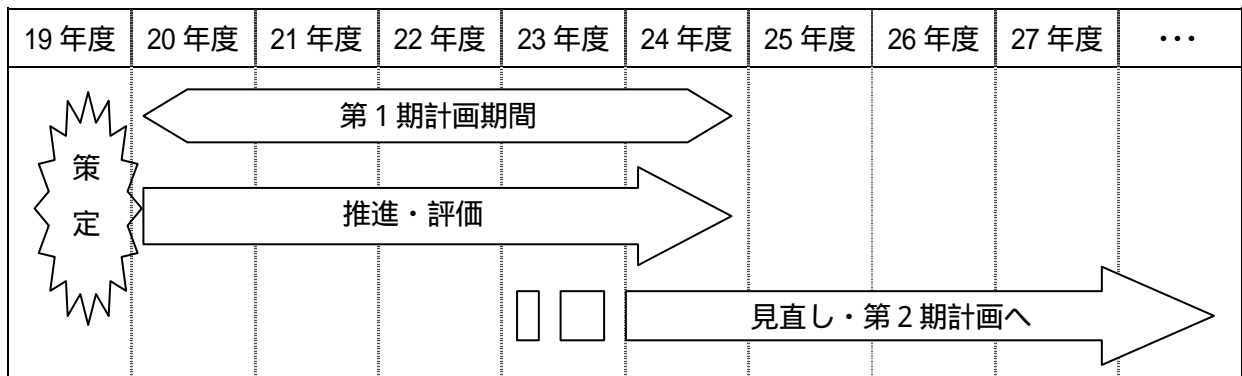 19 年度 20 年度 21 年度 22 年度 23 年度 24 年度 25 年度 26 年度 27 年度 ・・・
第１期計画期間
策定
推進・評価
見直し・第２期計画へ